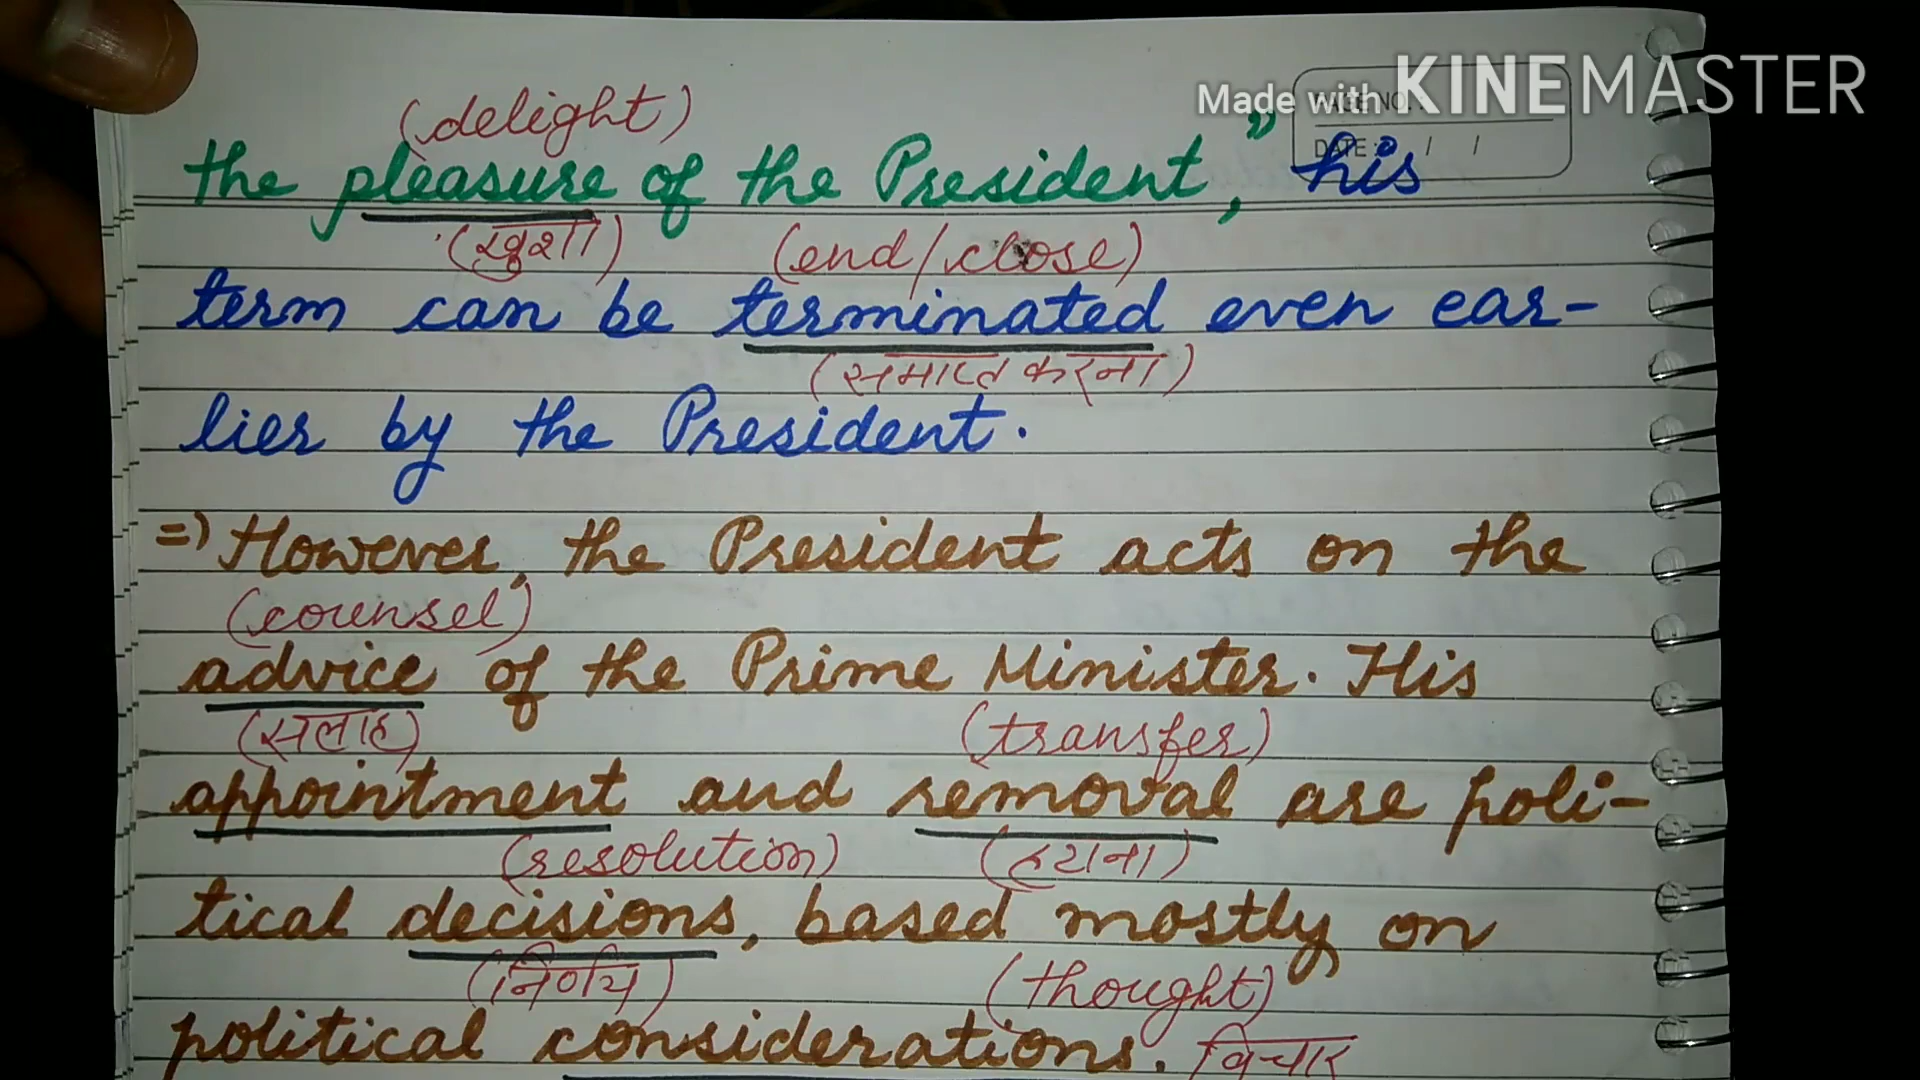 Made with KINEMASTER
PAGE NO.
DATE: / /
(delight)
the pleasure of the President," his
(खुशी) (end/close)
term can be terminated even ear-
(समाप्त करना)
lier by the President.
=) However, the President acts on the
(counsel)
advice of the Prime Minister. His
(सलाह) (transfer)
appointment and removal are poli-
(resolution) (हटाना)
tical decisions, based mostly on
(निर्णय) (thought)
political considerations. विचार